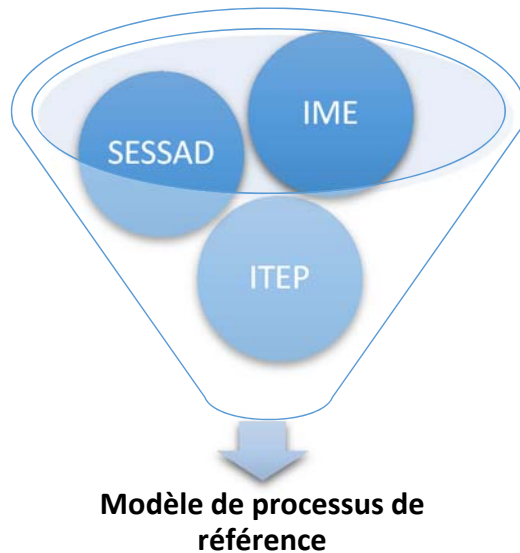 IME
SESSAD
ITEP
Modèle de processus de
référence